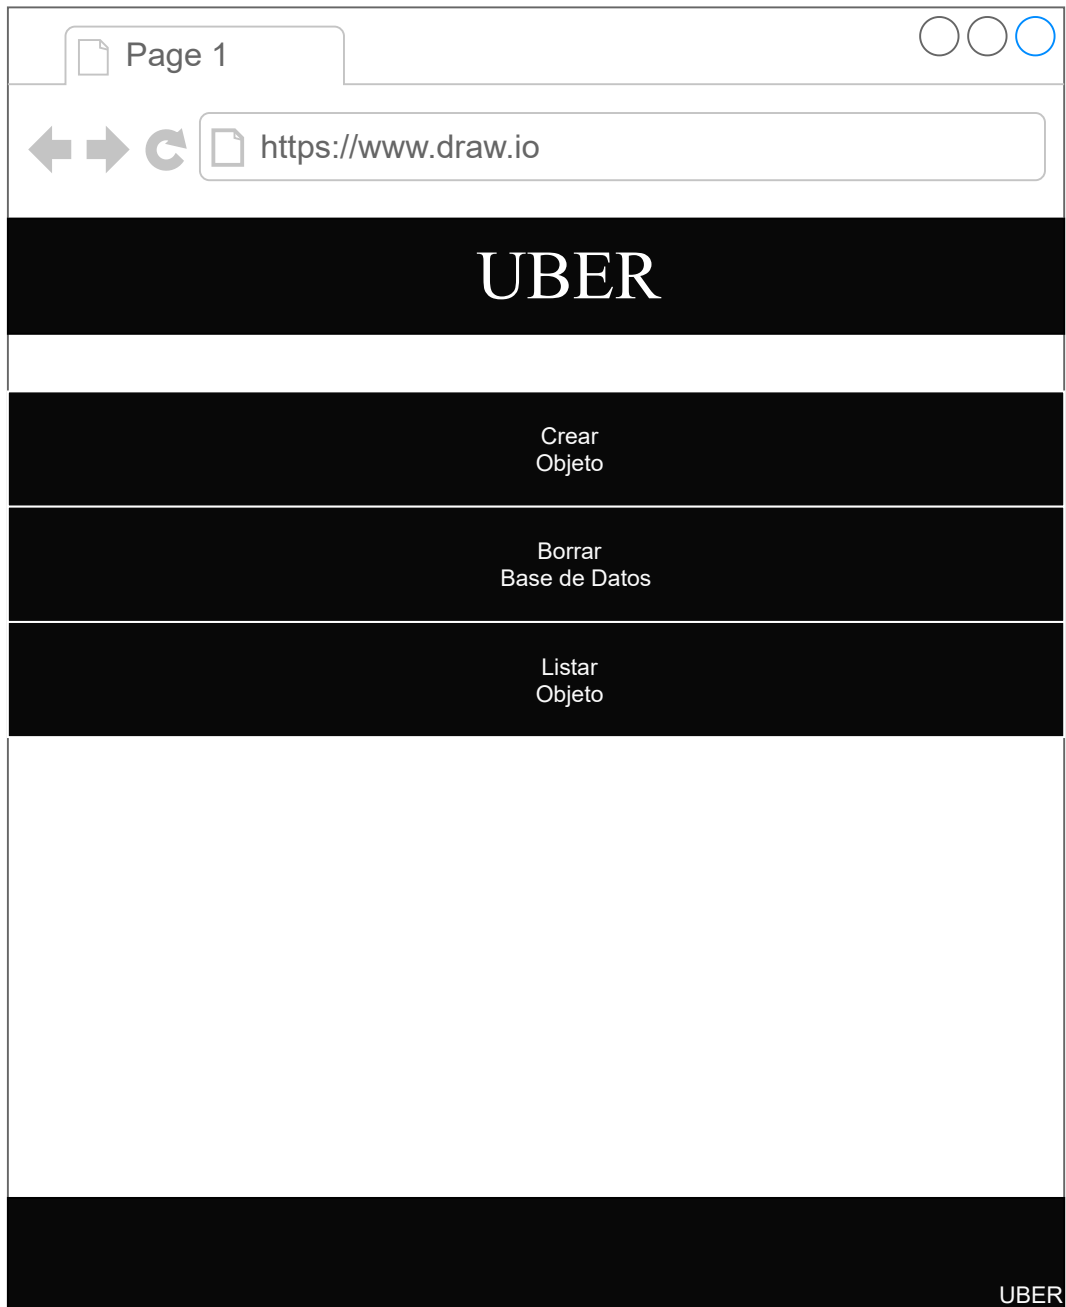 Page 1
https://www.draw.io
UBER
Crear
Objeto
Borrar
Base de Datos
Listar
Objeto
UBER